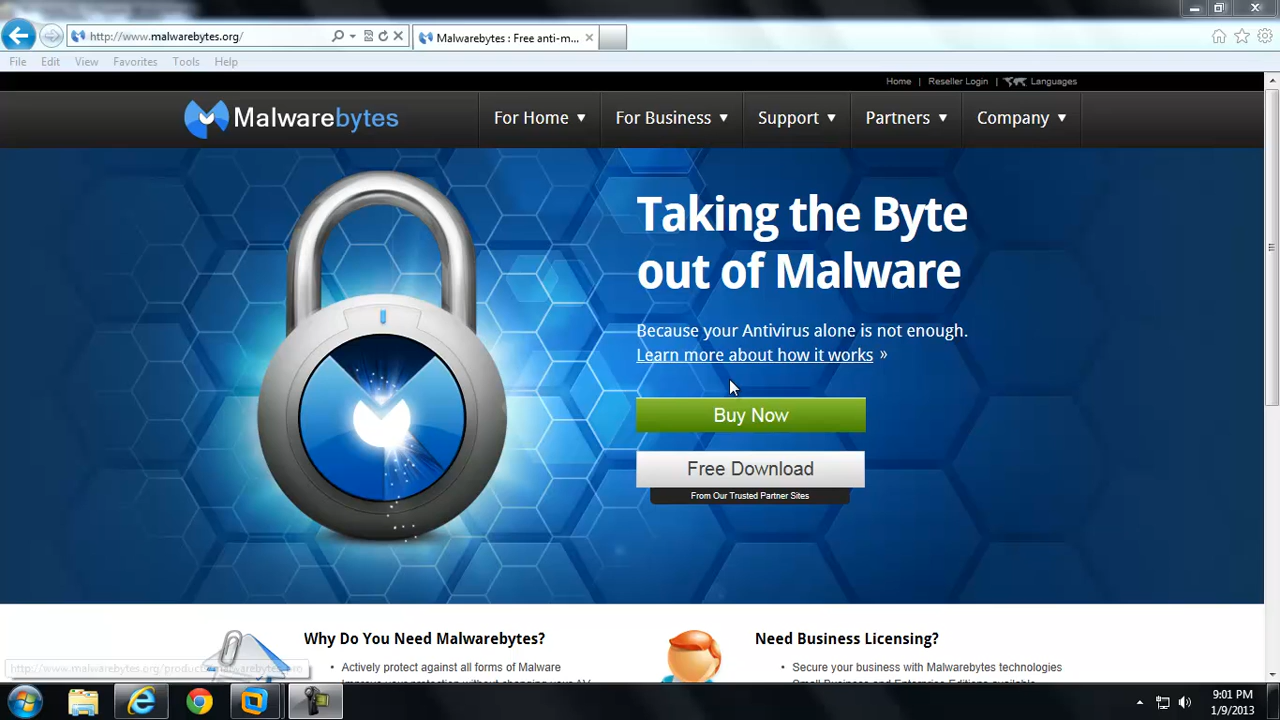 http://www.malwarebytes.org/
Malwarebytes : Free anti-m...
File Edit View Favorites Tools Help
Home | Reseller Login | Languages
Malwarebytes
For Home ▼ For Business ▼ Support ▼ Partners ▼ Company ▼
Taking the Byte
out of Malware
Because your Antivirus alone is not enough.
Learn more about how it works »
Buy Now
Free Download
From Our Trusted Partner Sites
Why Do You Need Malwarebytes?
• Actively protect against all forms of Malware
Need Business Licensing?
• Secure your business with Malwarebytes technologies
9:01 PM
1/9/2013